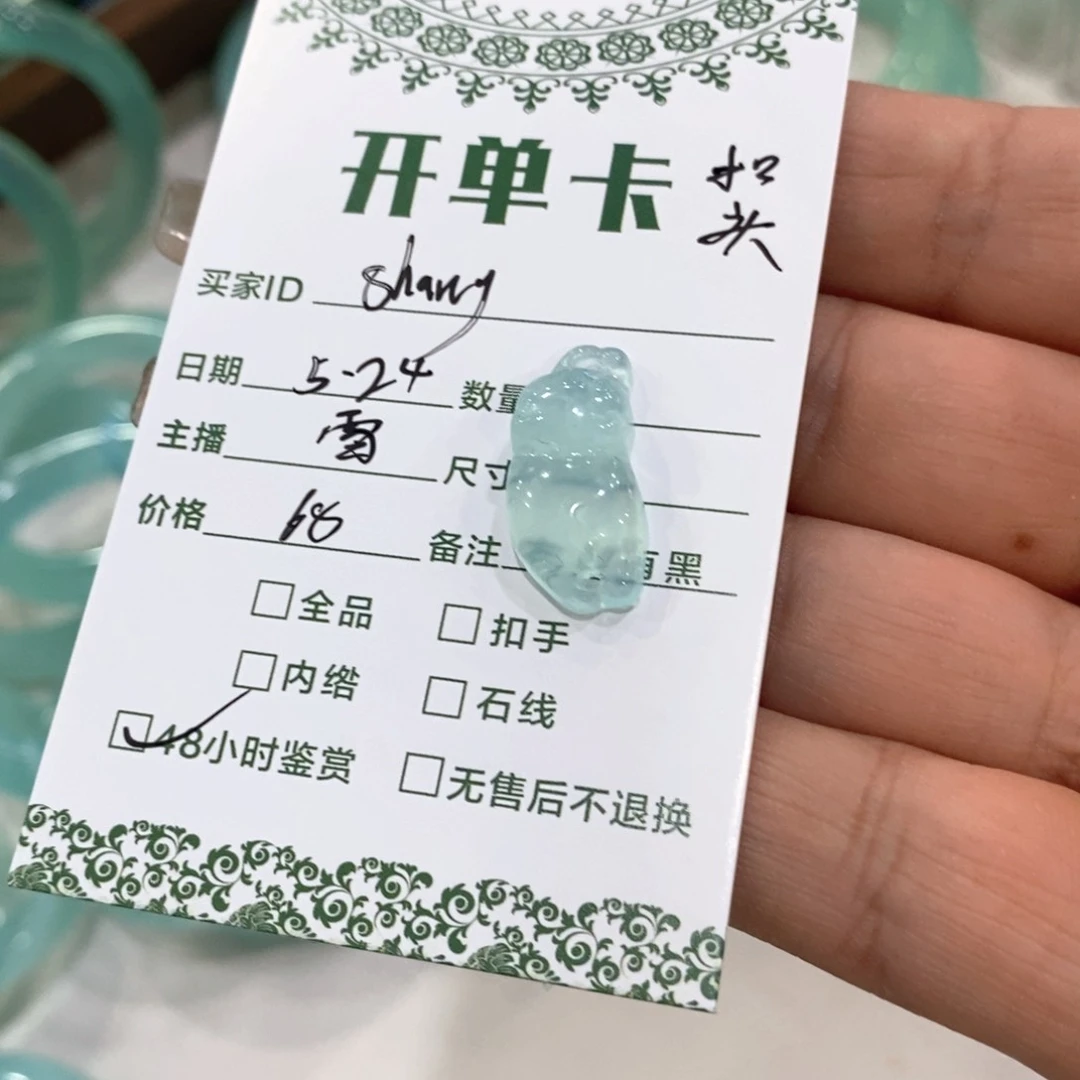 开单卡 扣头
买家ID sharry
日期 5·24 数量
主播 雪 尺寸
价格 68 备注 有黑
全品 扣手
内绺 石线
48小时鉴赏 无售后不退换